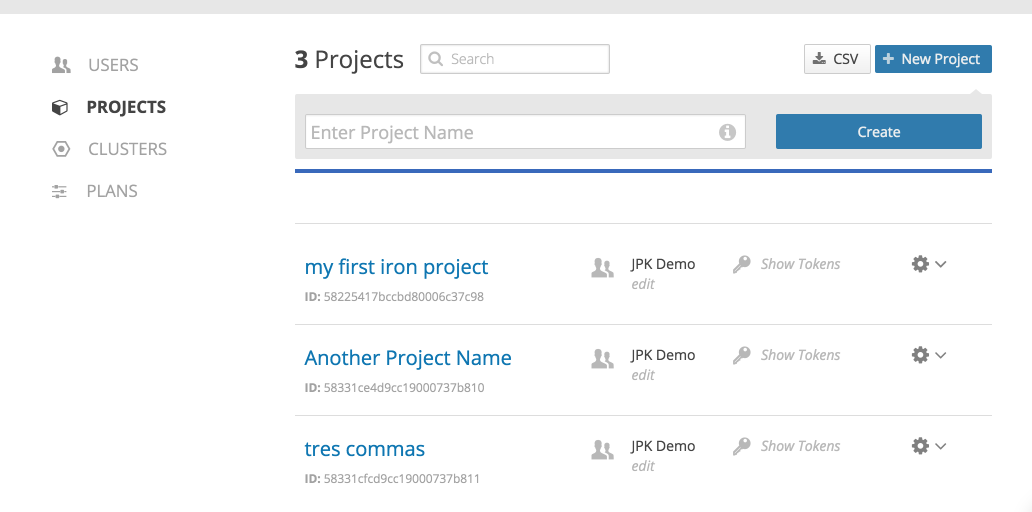 USERS
PROJECTS
CLUSTERS
PLANS
3 Projects
Search
CSV
+ New Project
Enter Project Name
Create
my first iron project
JPK Demo
Show Tokens
edit
ID: 58225417bccbd80006c37c98
Another Project Name
JPK Demo
Show Tokens
edit
ID: 58331ce4d9cc19000737b810
tres commas
JPK Demo
Show Tokens
edit
ID: 58331cfcd9cc19000737b811